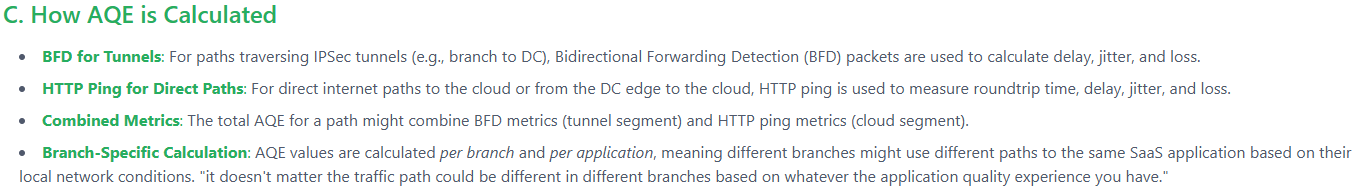 C. How AQE is Calculated
• BFD for Tunnels: For paths traversing IPSec tunnels (e.g., branch to DC), Bidirectional Forwarding Detection (BFD) packets are used to calculate delay, jitter, and loss.
• HTTP Ping for Direct Paths: For direct internet paths to the cloud or from the DC edge to the cloud, HTTP ping is used to measure roundtrip time, delay, jitter, and loss.
• Combined Metrics: The total AQE for a path might combine BFD metrics (tunnel segment) and HTTP ping metrics (cloud segment).
• Branch-Specific Calculation: AQE values are calculated per branch and per application, meaning different branches might use different paths to the same SaaS application based on their
local network conditions. "it doesn't matter the traffic path could be different in different branches based on whatever the application quality experience you have."